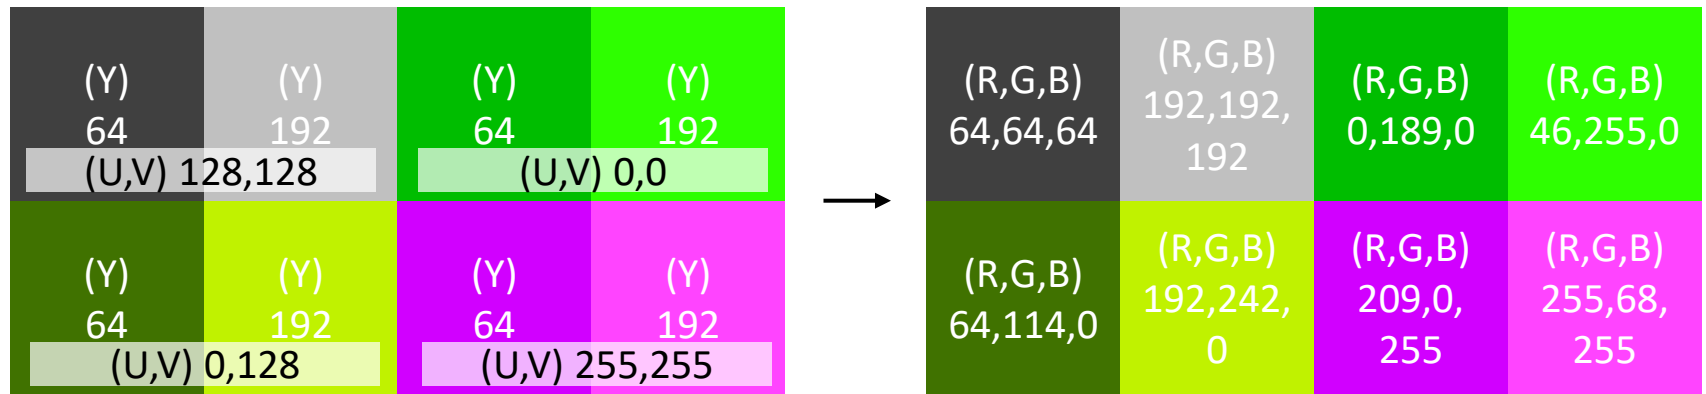 (Y)
64
(Y)
192
(U,V) 128,128
(Y)
64
(Y)
192
(U,V) 0,0
(Y)
64
(Y)
192
(U,V) 0,128
(Y)
64
(Y)
192
(U,V) 255,255
(R,G,B)
64,64,64
(R,G,B)
192,192,
192
(R,G,B)
0,189,0
(R,G,B)
46,255,0
(R,G,B)
64,114,0
(R,G,B)
192,242,
0
(R,G,B)
209,0,
255
(R,G,B)
255,68,
255